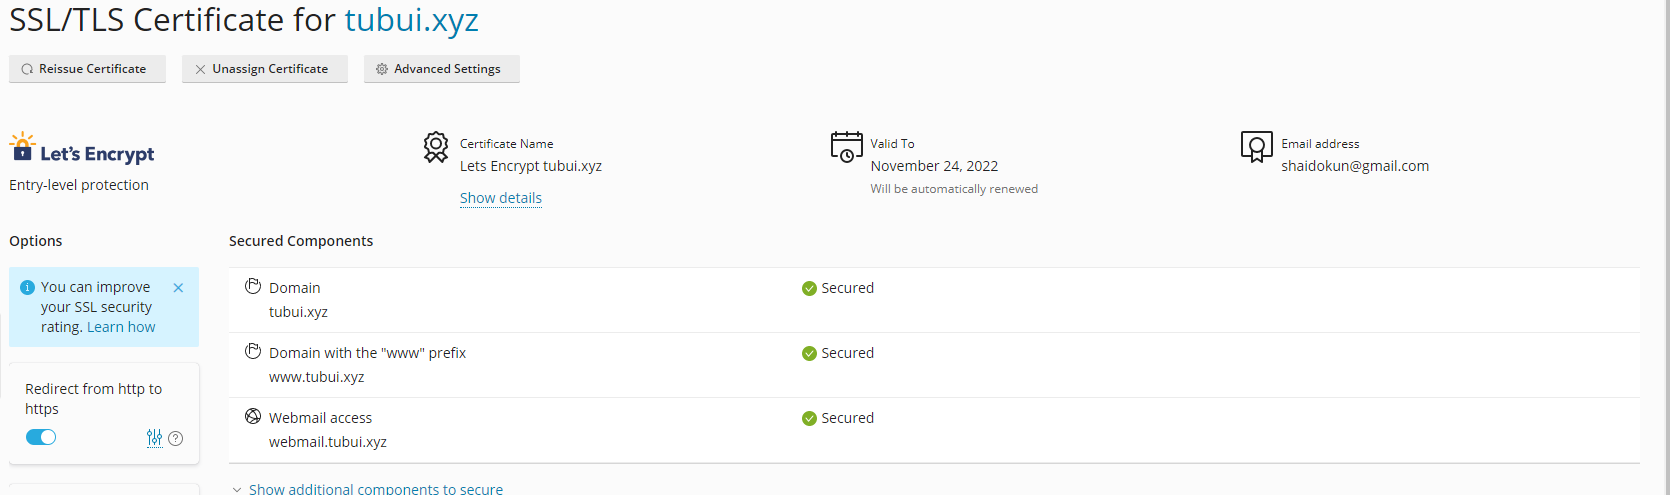 SSL/TLS Certificate for tubui.xyz
Reissue Certificate
Unassign Certificate
Advanced Settings
Let's Encrypt
Entry-level protection
Certificate Name
Lets Encrypt tubui.xyz
Show details
Valid To
November 24, 2022
Will be automatically renewed
Email address
shaidokun@gmail.com
Options
You can improve
your SSL security
rating. Learn how
Redirect from http to
https
Secured Components
Domain
tubui.xyz
Secured
Domain with the "www" prefix
www.tubui.xyz
Secured
Webmail access
webmail.tubui.xyz
Secured
Show additional components to secure